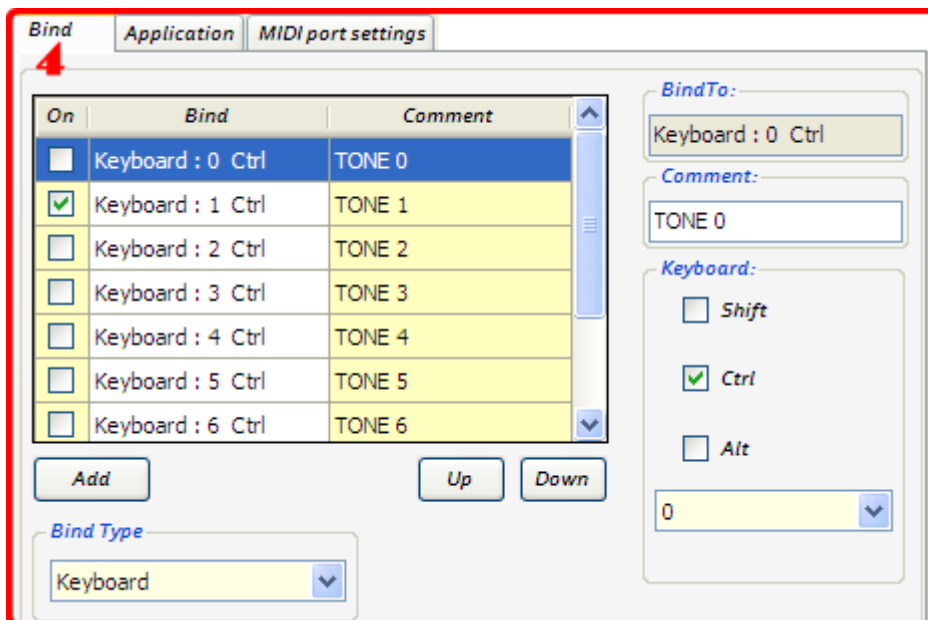 Bind Application MIDI port settings
4
On Bind Comment
Keyboard : 0 Ctrl TONE 0
Keyboard : 1 Ctrl TONE 1
Keyboard : 2 Ctrl TONE 2
Keyboard : 3 Ctrl TONE 3
Keyboard : 4 Ctrl TONE 4
Keyboard : 5 Ctrl TONE 5
Keyboard : 6 Ctrl TONE 6
Add Up Down
Bind Type
Keyboard
BindTo:
Keyboard : 0 Ctrl
Comment:
TONE 0
Keyboard:
Shift
Ctrl
Alt
0